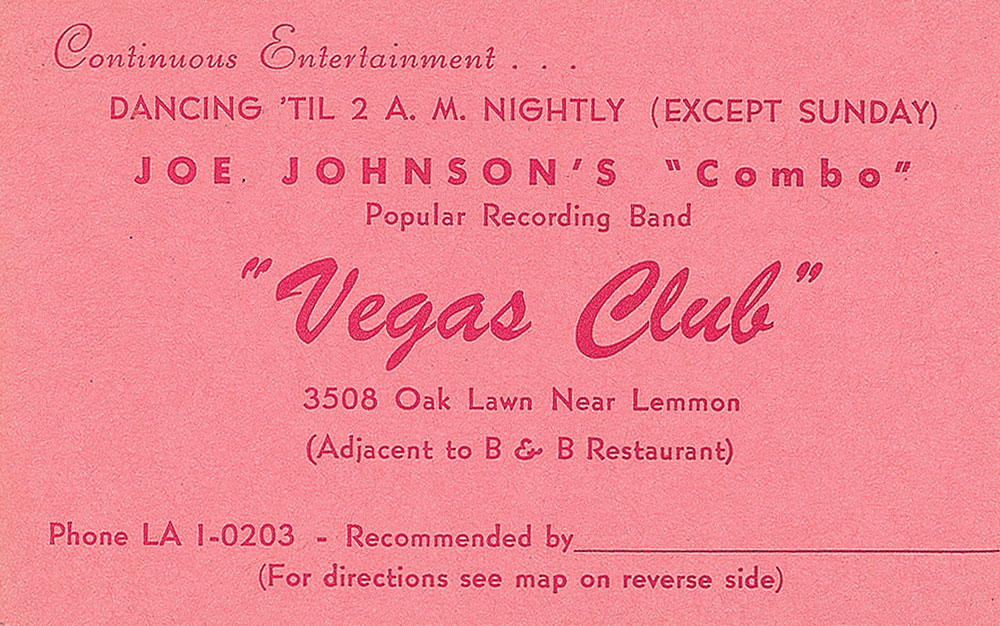 Continuous Entertainment . . .
DANCING 'TIL 2 A. M. NIGHTLY (EXCEPT SUNDAY)
JOE JOHNSON'S "Combo"
Popular Recording Band
"Vegas Club"
3508 Oak Lawn Near Lemmon
(Adjacent to B & B Restaurant)
Phone LA 1-0203 - Recommended by
(For directions see map on reverse side)